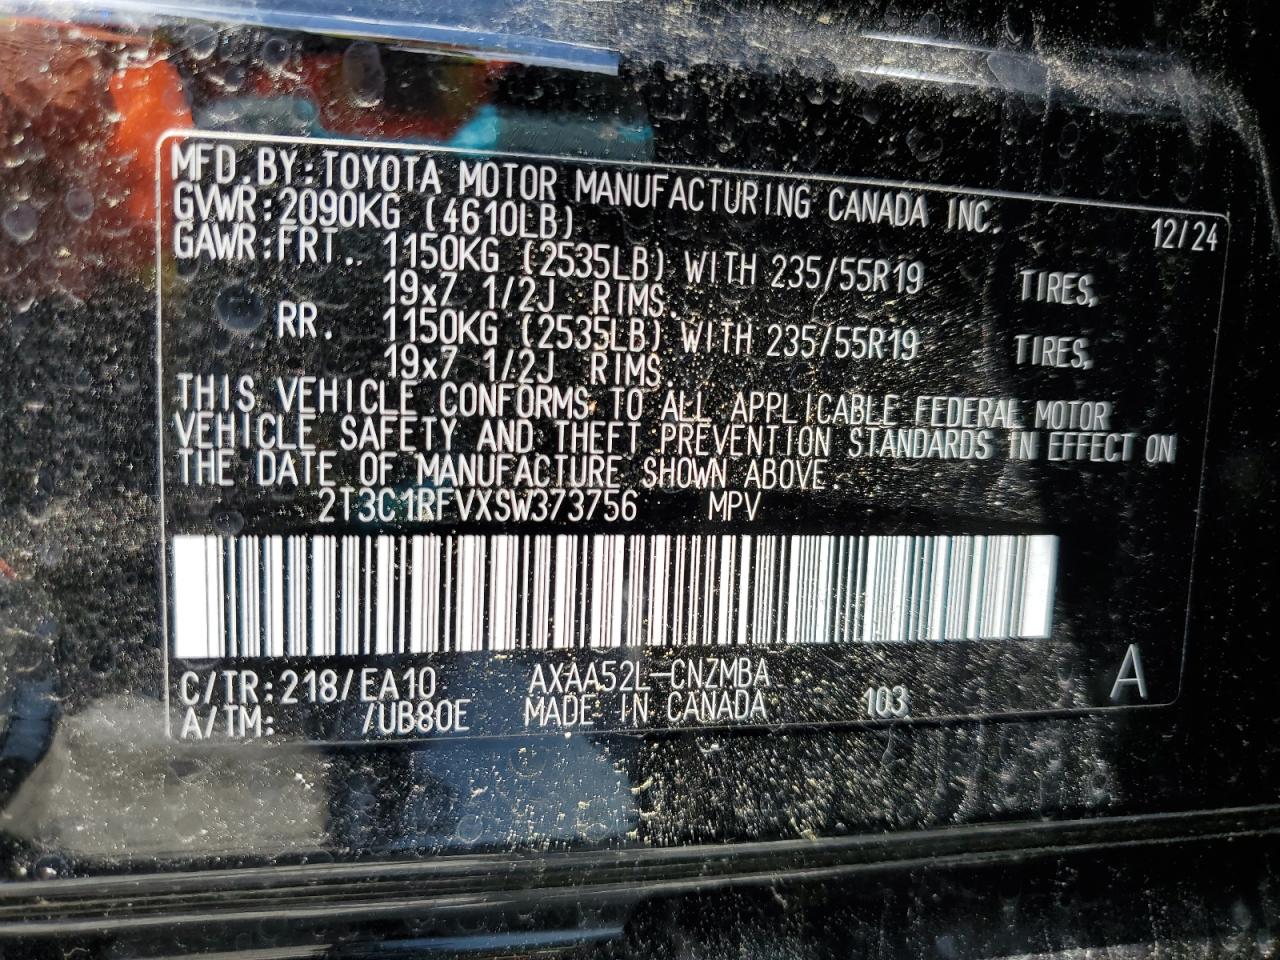 MFD.BY:TOYOTA MOTOR MANUFACTURING CANADA INC. 12/24
GVWR:2090KG (4610LB)
GAWR:FRT. 1150KG (2535LB) WITH 235/55R19 TIRES,
19x7 1/2J RIMS.
RR. 1150KG (2535LB) WITH 235/55R19 TIRES,
19x7 1/2J RIMS.
THIS VEHICLE CONFORMS TO ALL APPLICABLE FEDERAL MOTOR
VEHICLE SAFETY AND THEFT PREVENTION STANDARDS IN EFFECT ON
THE DATE OF MANUFACTURE SHOWN ABOVE.
2T3C1RFVXSW373756 MPV
C/TR:218/EA10 AXAA52L-CNZMBA A
A/TM: /UB80E MADE IN CANADA 103